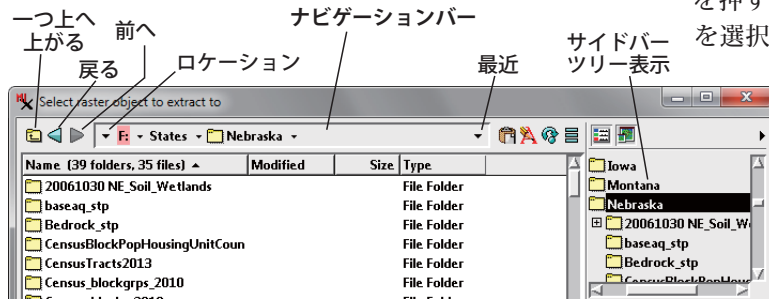 を押す
を選択
一つ上へ
上がる
前へ
戻る
ロケーション
ナビゲーションバー
最近
サイドバー
ツリー表示
Select raster object to extract to
F: States Nebraska
Name (39 folders, 35 files) Modified Size Type
20061030 NE_Soil_Wetlands File Folder
baseaq_stp File Folder
Bedrock_stp File Folder
CensusBlockPopHousingUnitCoun File Folder
CensusTracts2013 File Folder
Census_blockgrps_2010 File Folder
Iowa
Montana
Nebraska
20061030 NE_Soil_W
baseaq_stp
Bedrock_stp